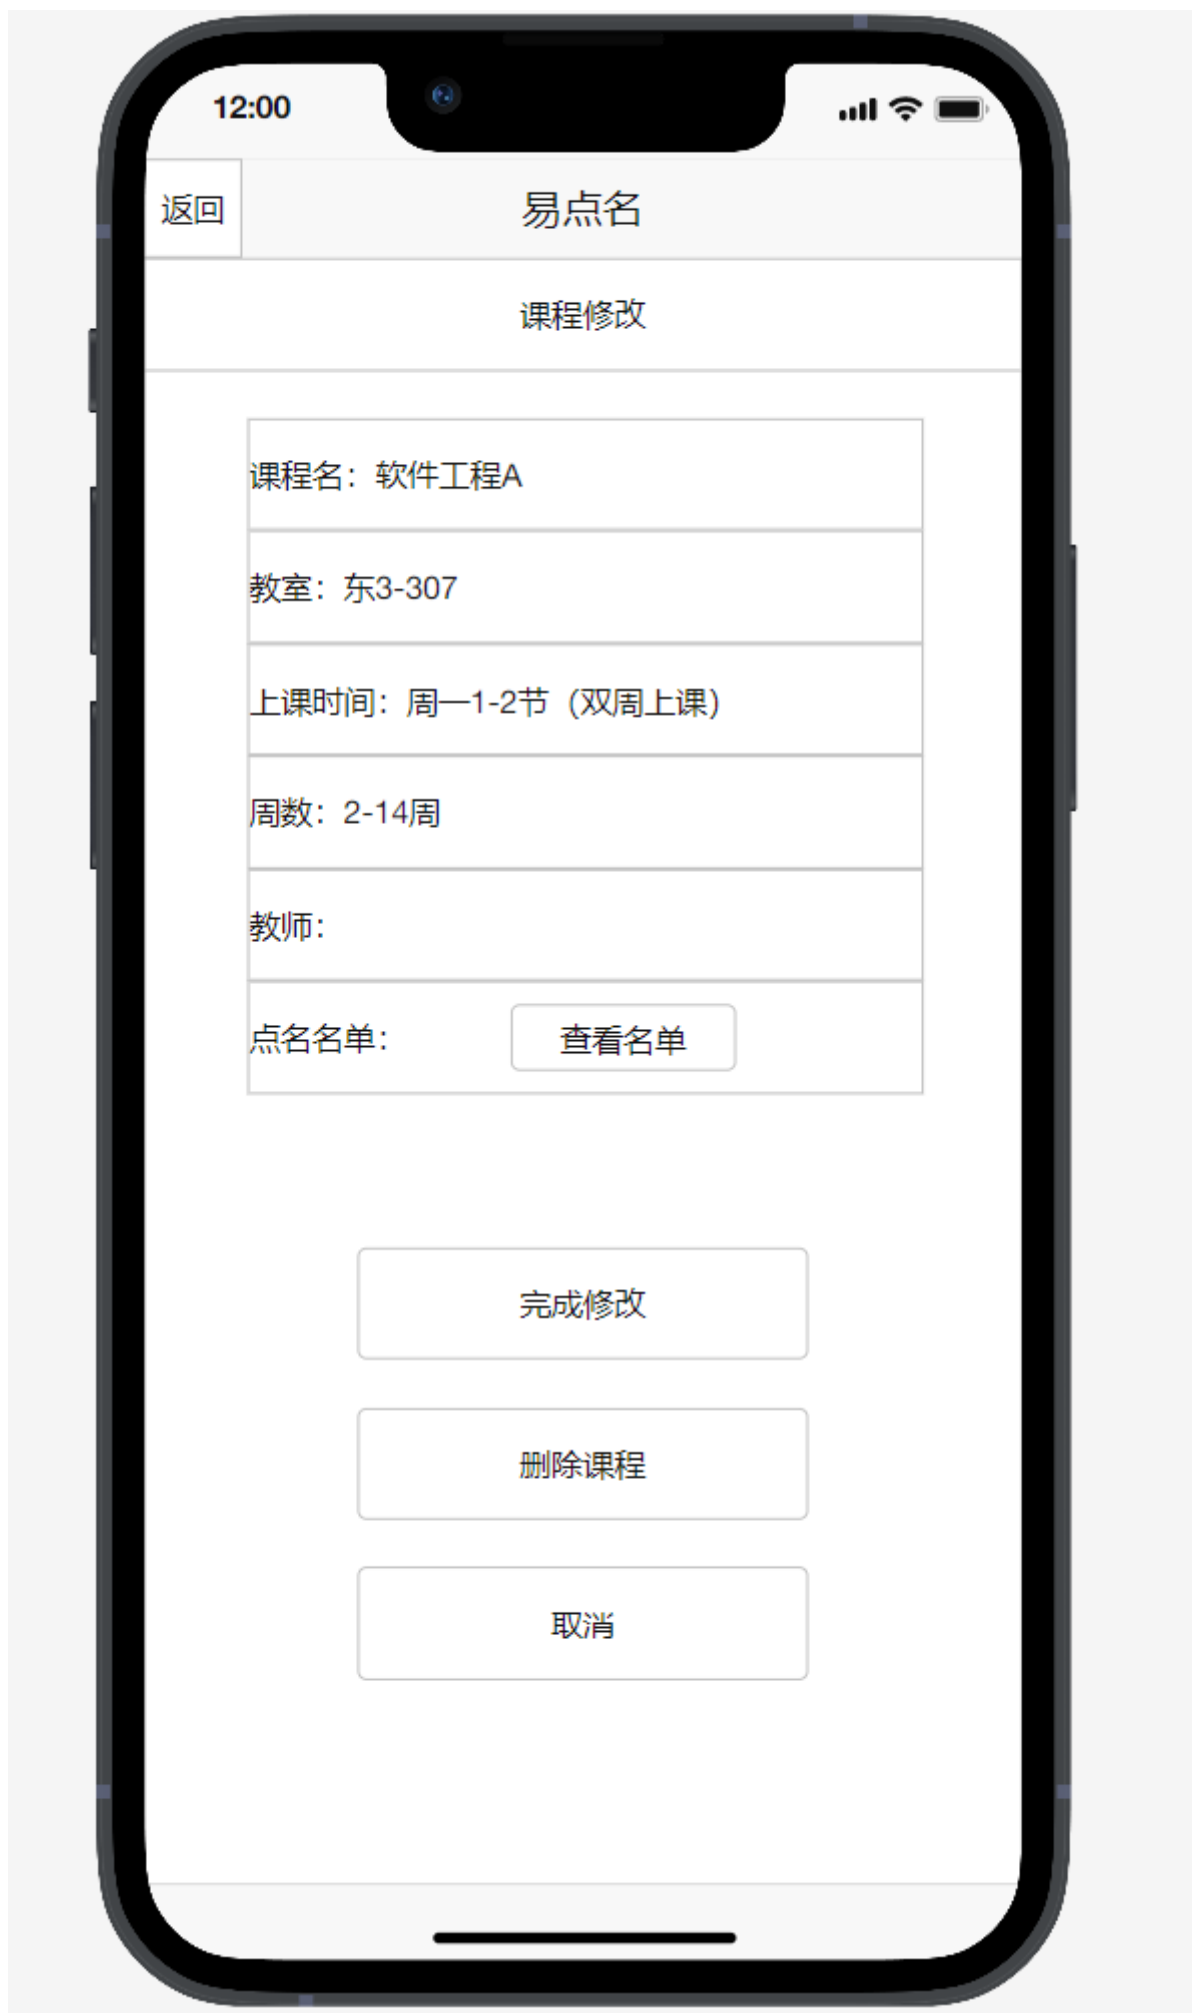 12:00
返回
易点名
课程修改
课程名：软件工程A
教室：东3-307
上课时间：周一1-2节（双周上课）
周数：2-14周
教师：
点名名单：
查看名单
完成修改
删除课程
取消